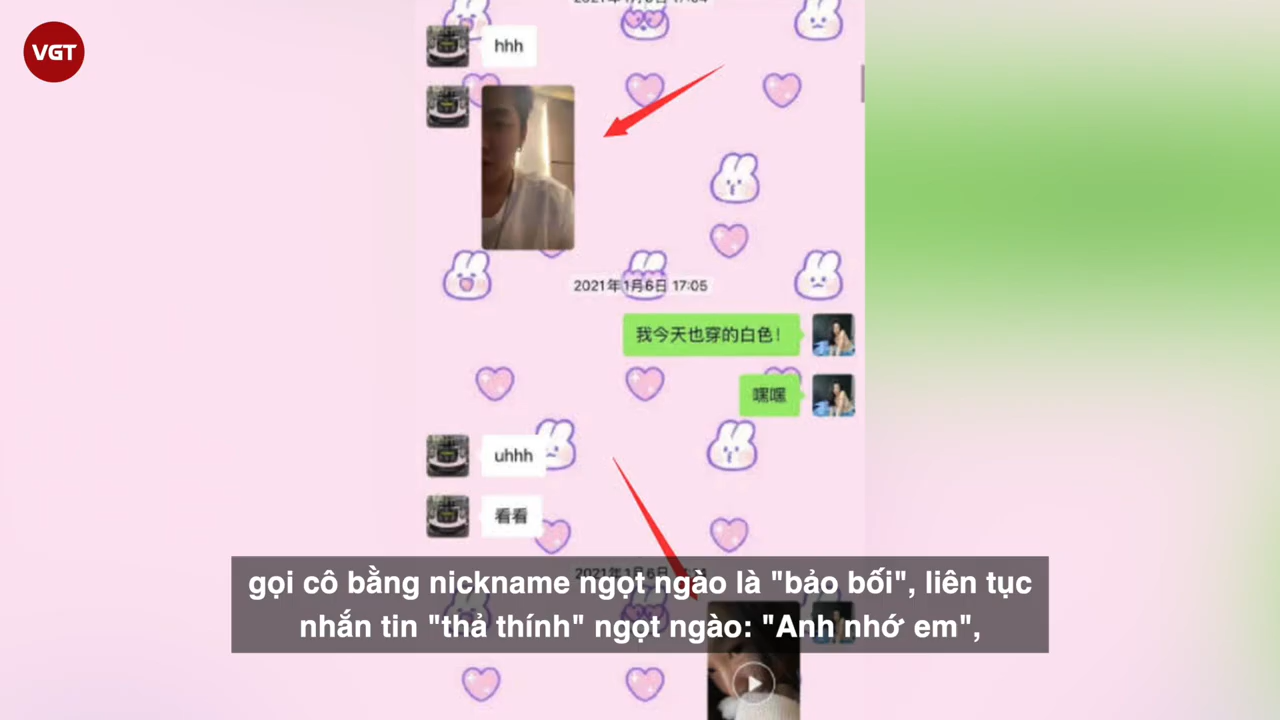 VGT
hhh
2021年1月6日 17:05
我今天也穿的白色！
嘿嘿
uhhh
看看
gọi cô bằng nickname ngọt ngào là "bảo bối", liên tục
nhắn tin "thả thính" ngọt ngào: "Anh nhớ em",